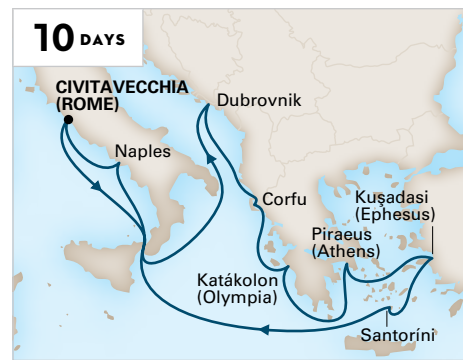 10 DAYS
CIVITAVECCHIA
(ROME)
Dubrovnik
Naples
Corfu
Kuşadasi
(Ephesus)
Piraeus
(Athens)
Katákolon
(Olympia)
Santoríni